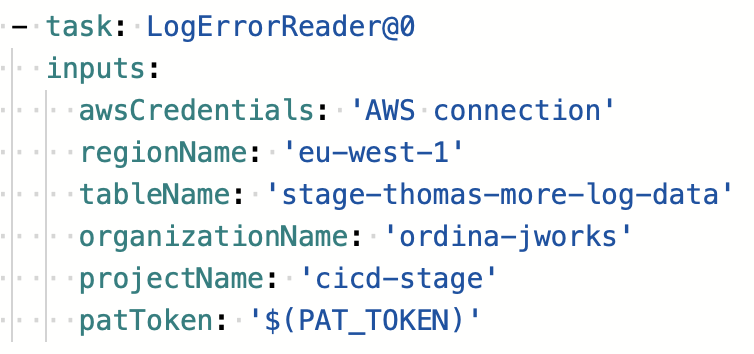 - task: LogErrorReader@0
inputs:
awsCredentials: 'AWS connection'
regionName: 'eu-west-1'
tableName: 'stage-thomas-more-log-data'
organizationName: 'ordina-jworks'
projectName: 'cicd-stage'
patToken: '$(PAT_TOKEN)'